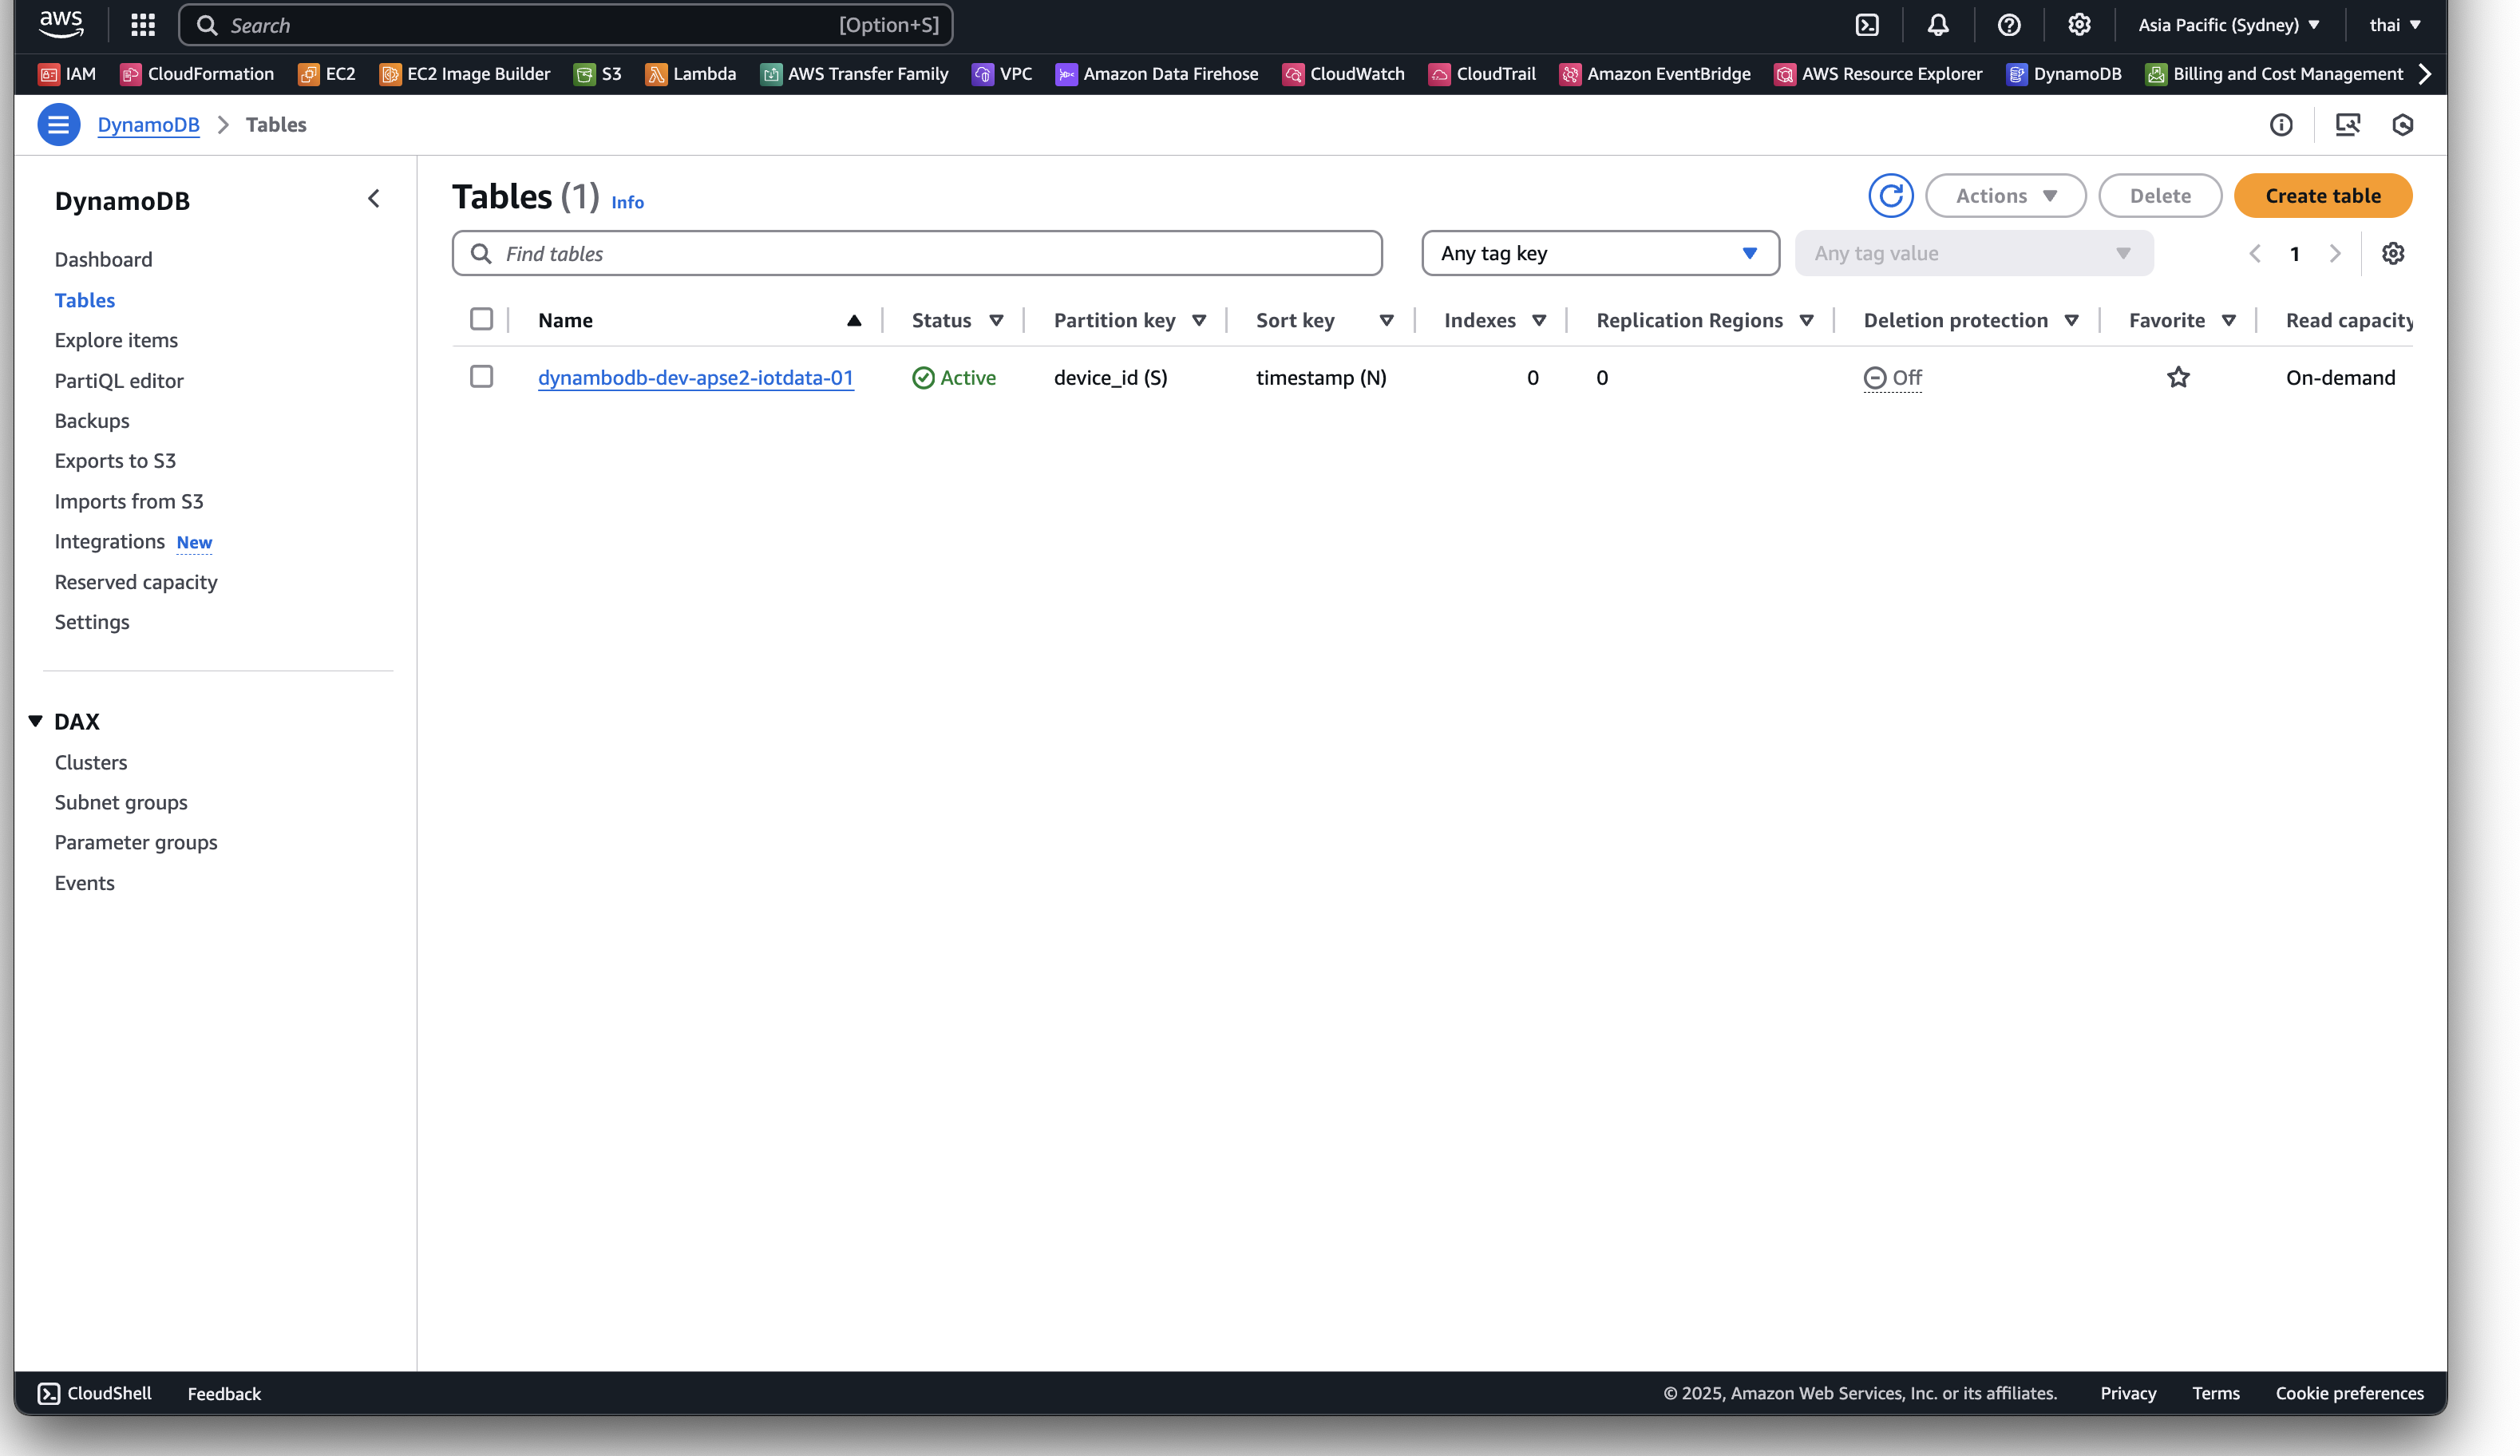 aws Search [Option+S] Asia Pacific (Sydney) thai
IAM CloudFormation EC2 EC2 Image Builder S3 Lambda AWS Transfer Family VPC Amazon Data Firehose CloudWatch CloudTrail Amazon EventBridge AWS Resource Explorer DynamoDB Billing and Cost Management
DynamoDB Tables
DynamoDB
Dashboard
Tables
Explore items
PartiQL editor
Backups
Exports to S3
Imports from S3
Integrations New
Reserved capacity
Settings
DAX
Clusters
Subnet groups
Parameter groups
Events
Tables (1) Info Actions Delete Create table
Find tables Any tag key Any tag value 1
Name Status Partition key Sort key Indexes Replication Regions Deletion protection Favorite Read capacity
dynambodb-dev-apse2-iotdata-01 Active device_id (S) timestamp (N) 0 0 Off On-demand
CloudShell Feedback © 2025, Amazon Web Services, Inc. or its affiliates. Privacy Terms Cookie preferences